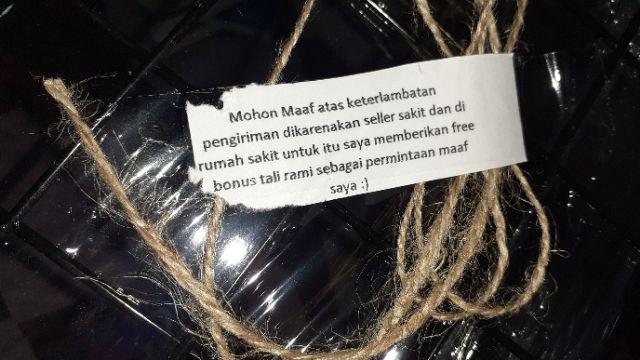 Mohon Maaf atas keterlambatan
pengiriman dikarenakan seller sakit dan di
rumah sakit untuk itu saya memberikan free
bonus tali rami sebagai permintaan maaf
saya :)